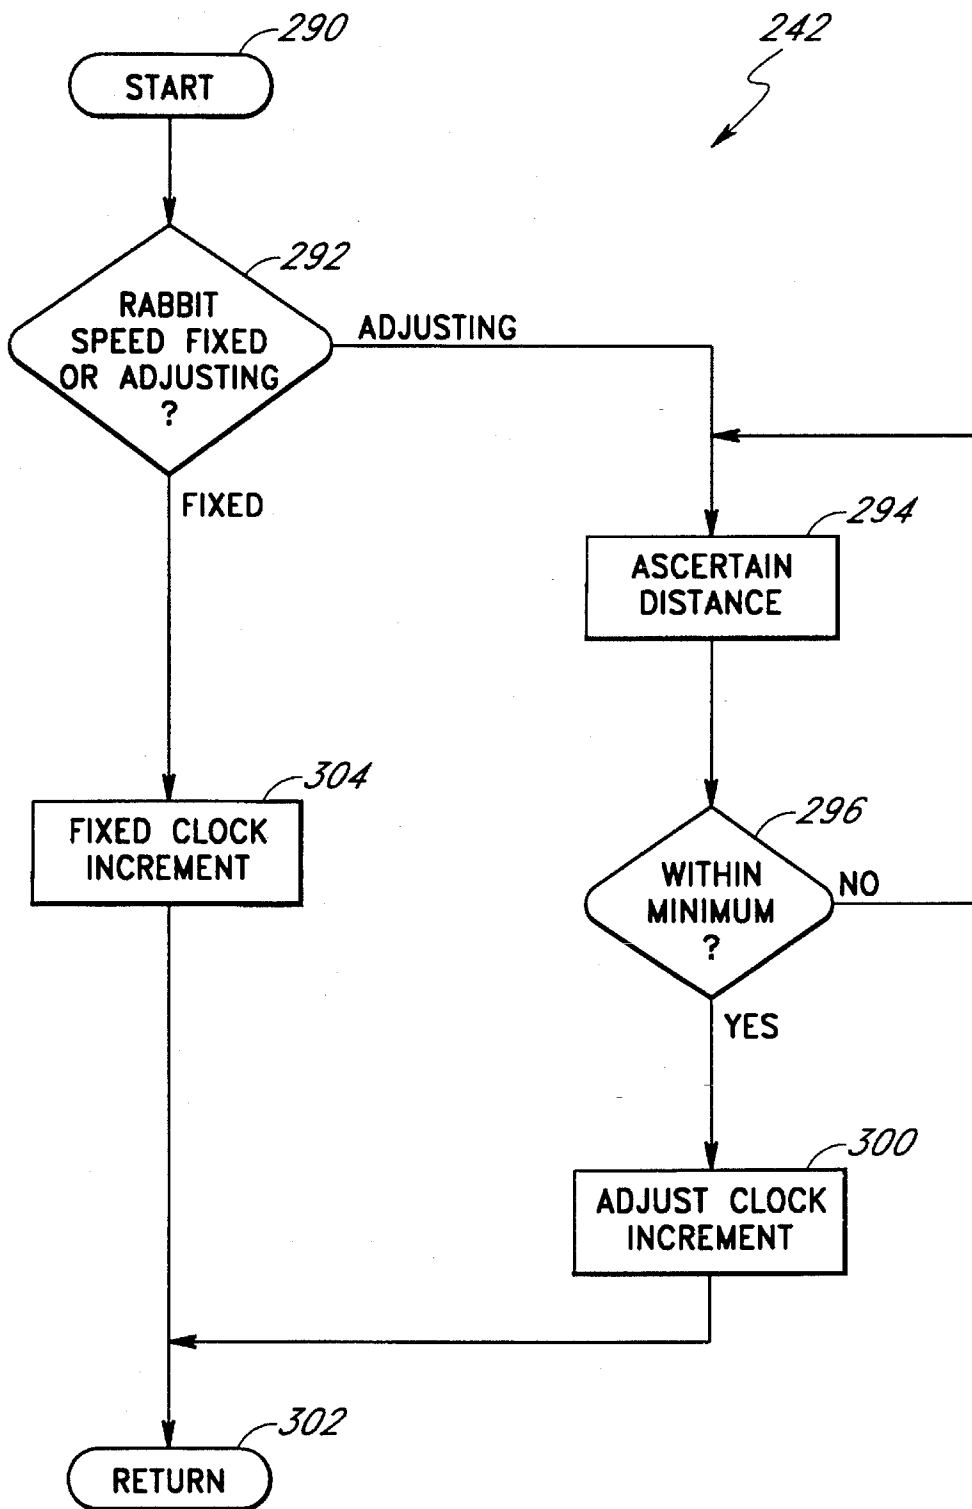 290
START
242
292
RABBIT
SPEED FIXED
OR ADJUSTING
?
ADJUSTING
FIXED
294
ASCERTAIN
DISTANCE
304
FIXED CLOCK
INCREMENT
296
WITHIN
MINIMUM
?
NO
YES
300
ADJUST CLOCK
INCREMENT
302
RETURN